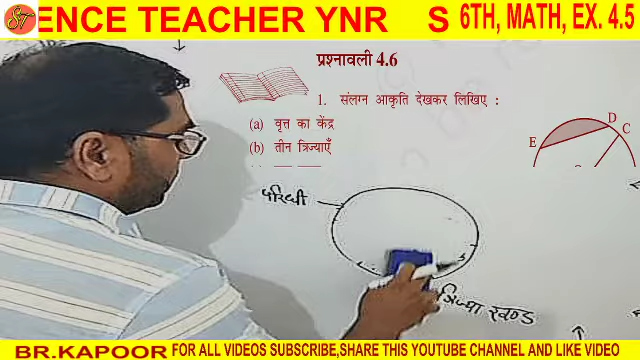 ENCE TEACHER YNR S 6TH, MATH, EX. 4.5
ST
प्रश्नावली 4.6
1. संलग्न आकृति देखकर लिखिए :
(a) वृत्त का केंद्र
(b) तीन त्रिज्याएँ
D
C
E
परिधी
त्रिज्या खण्ड
BR.KAPOOR FOR ALL VIDEOS SUBSCRIBE,SHARE THIS YOUTUBE CHANNEL AND LIKE VIDEO